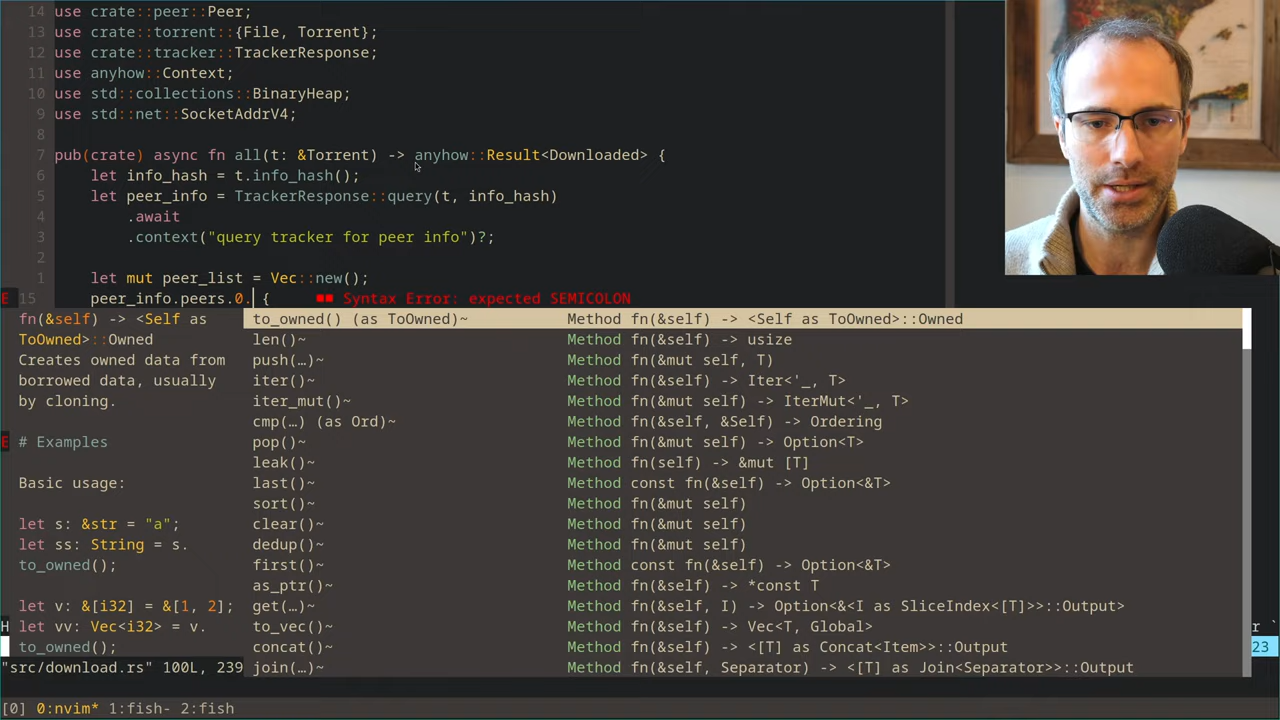 14 use crate::peer::Peer;
13 use crate::torrent::{File, Torrent};
12 use crate::tracker::TrackerResponse;
11 use anyhow::Context;
10 use std::collections::BinaryHeap;
9 use std::net::SocketAddrV4;
8
7 pub(crate) async fn all(t: &Torrent) -> anyhow::Result<Downloaded> {
6 let info_hash = t.info_hash();
5 let peer_info = TrackerResponse::query(t, info_hash)
4 .await
3 .context("query tracker for peer info")?;
2
1 let mut peer_list = Vec::new();
E 15 peer_info.peers.0. { ■■ Syntax Error: expected SEMICOLON
fn(&self) -> <Self as to_owned() (as ToOwned)~ Method fn(&self) -> <Self as ToOwned>::Owned
ToOwned>::Owned len()~ Method fn(&self) -> usize
Creates owned data from push(…)~ Method fn(&mut self, T)
borrowed data, usually iter()~ Method fn(&self) -> Iter<'_, T>
by cloning. iter_mut()~ Method fn(&mut self) -> IterMut<'_, T>
cmp(…) (as Ord)~ Method fn(&self, &Self) -> Ordering
E # Examples pop()~ Method fn(&mut self) -> Option<T>
leak()~ Method fn(self) -> &mut [T]
Basic usage: last()~ Method const fn(&self) -> Option<&T>
sort()~ Method fn(&mut self)
let s: &str = "a"; clear()~ Method fn(&mut self)
let ss: String = s. dedup()~ Method fn(&mut self)
to_owned(); first()~ Method const fn(&self) -> Option<&T>
as_ptr()~ Method fn(&self) -> *const T
let v: &[i32] = &[1, 2]; get(…)~ Method fn(&self, I) -> Option<&<I as SliceIndex<[T]>>::Output>
H let vv: Vec<i32> = v. to_vec()~ Method fn(&self) -> Vec<T, Global> r `
to_owned(); concat()~ Method fn(&self) -> <[T] as Concat<Item>>::Output 23
"src/download.rs" 100L, 239 join(…)~ Method fn(&self, Separator) -> <[T] as Join<Separator>>::Output
[0] 0:nvim* 1:fish- 2:fish